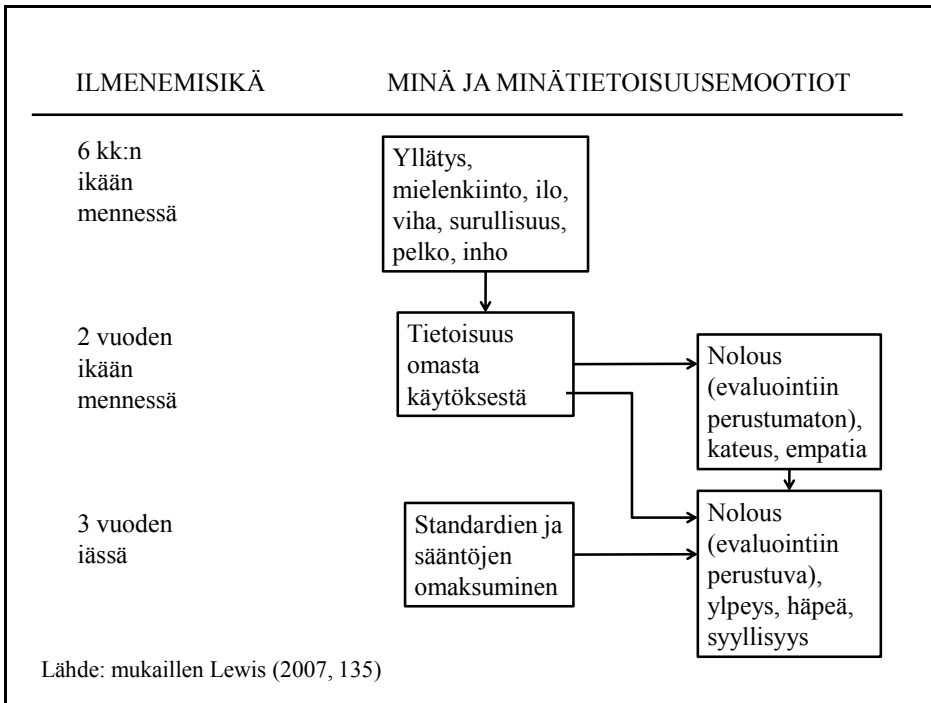 ILMENEMISIKÄ
MINÄ JA MINÄTIETOISUUSEMOOTIOT
6 kk:n
ikään
mennessä
Yllätys,
mielenkiinto, ilo,
viha, surullisuus,
pelko, inho
2 vuoden
ikään
mennessä
Tietoisuus
omasta
käytöksestä
Nolous
(evaluointiin
perustumaton),
kateus, empatia
3 vuoden
iässä
Standardien ja
sääntöjen
omaksuminen
Nolous
(evaluointiin
perustuva),
ylpeys, häpeä,
syyllisyys
Lähde: mukaillen Lewis (2007, 135)